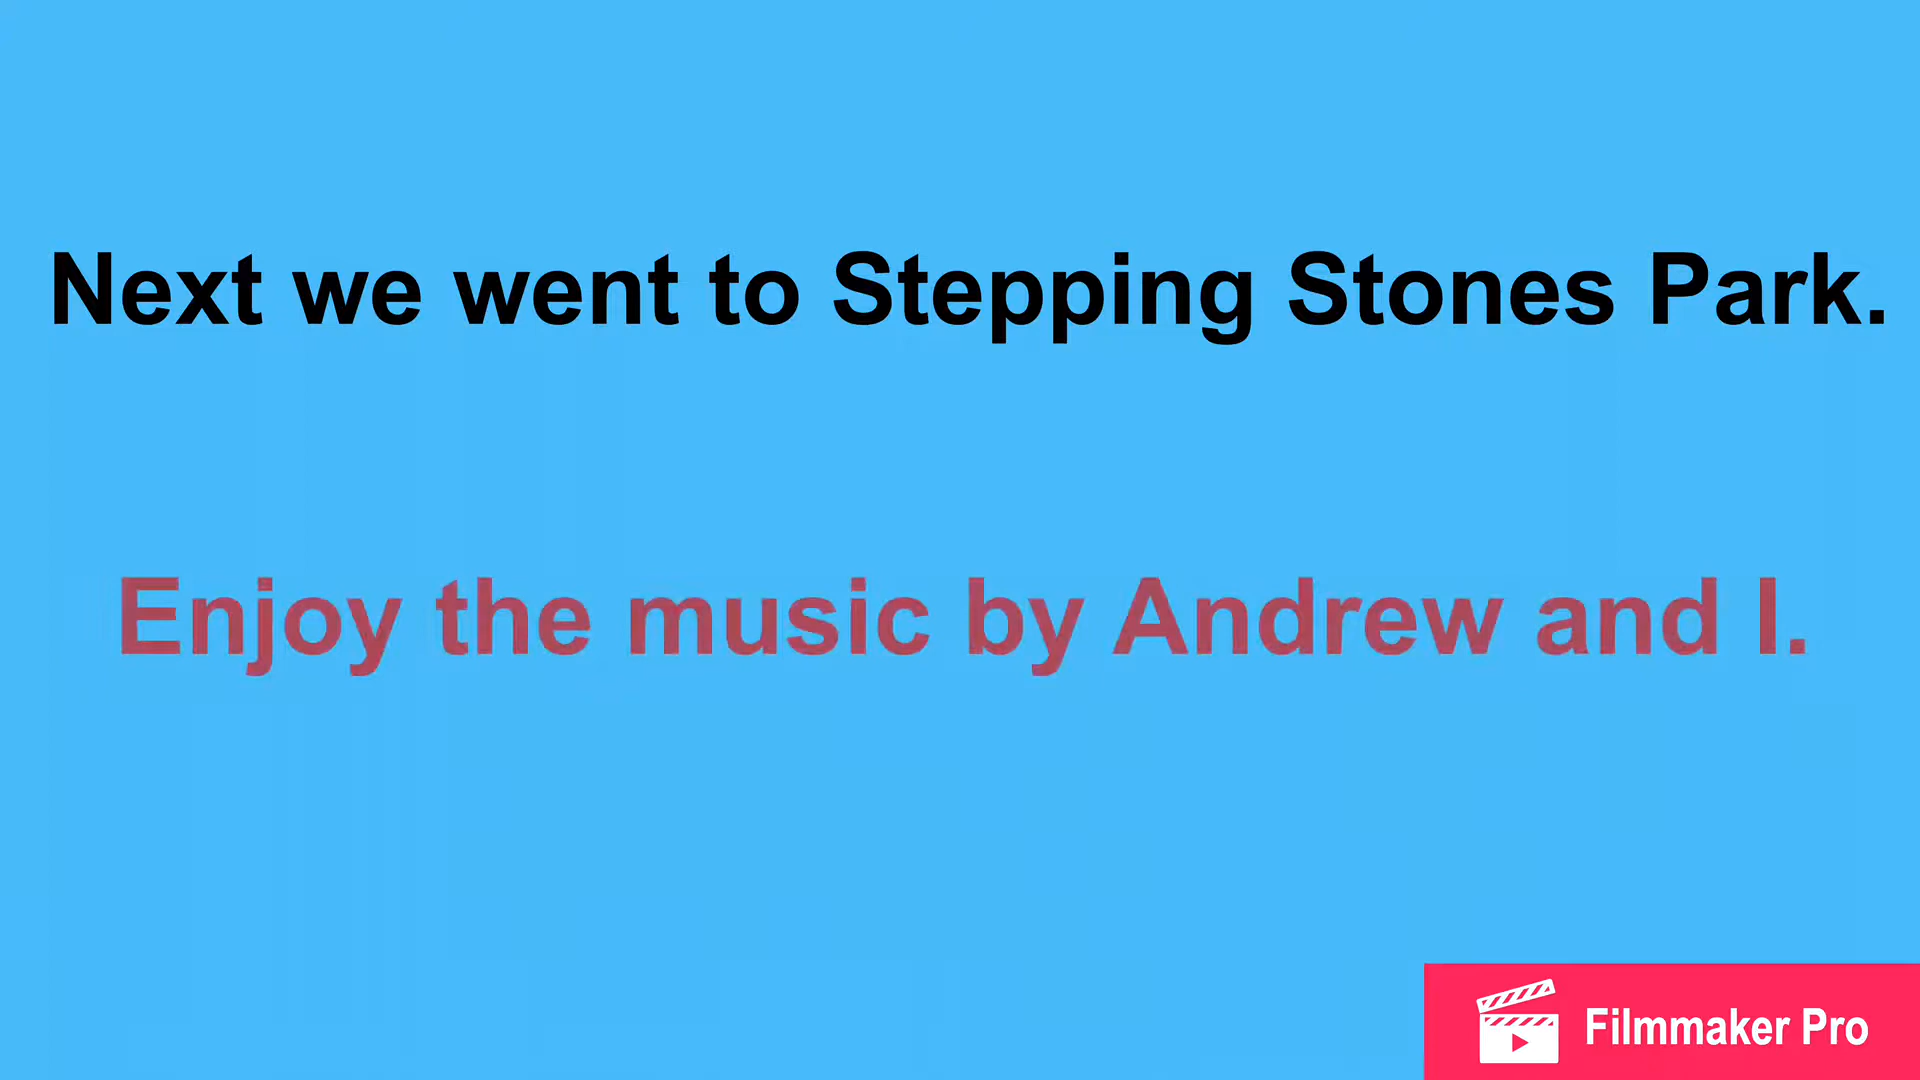 Next we went to Stepping Stones Park.
Enjoy the music by Andrew and I.
Filmmaker Pro